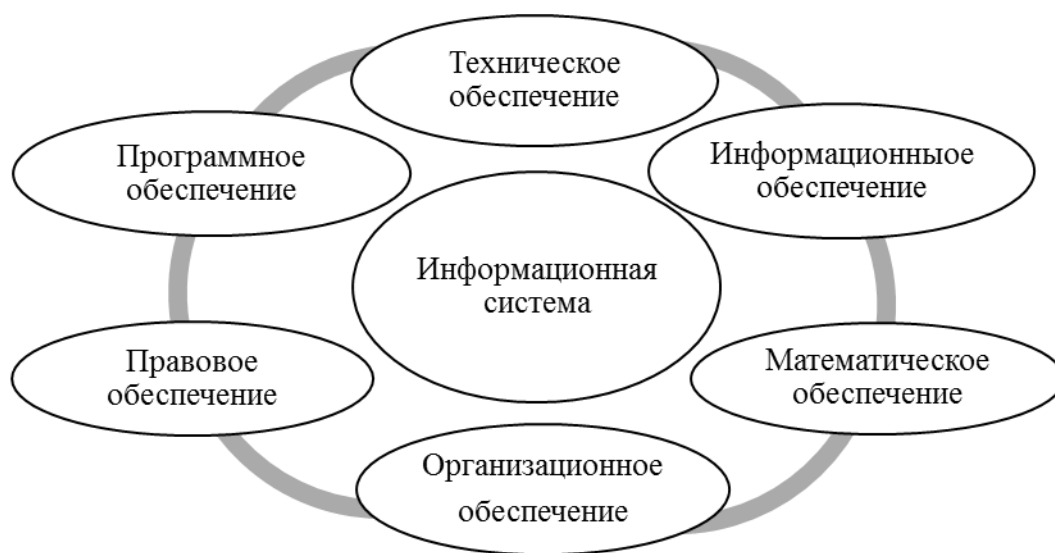 Техническое
обеспечение
Программное
обеспечение
Информационныое
обеспечение
Информационная
система
Правовое
обеспечение
Математическое
обеспечение
Организационное
обеспечение